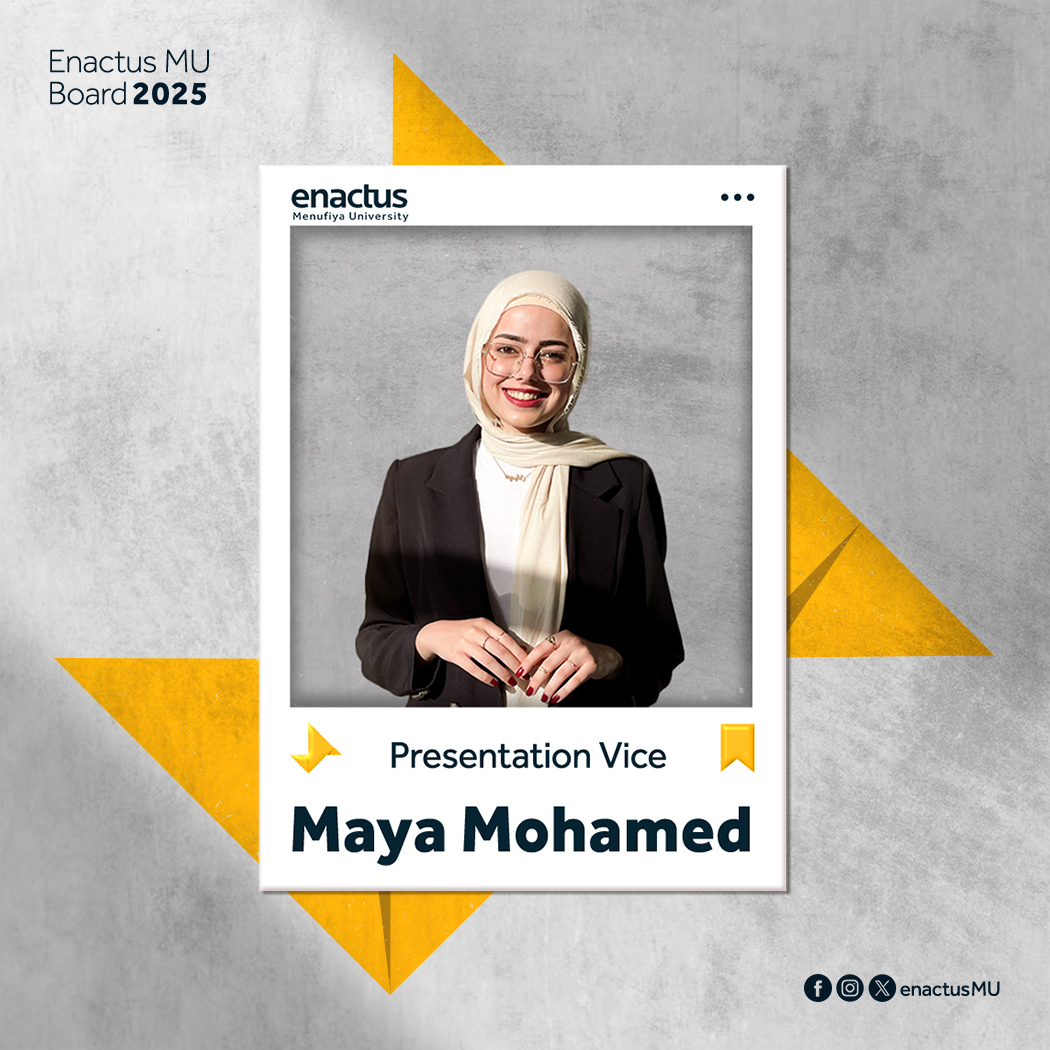 Enactus MU
Board 2025
enactus
Menufiya University
Presentation Vice
Maya Mohamed
enactusMU